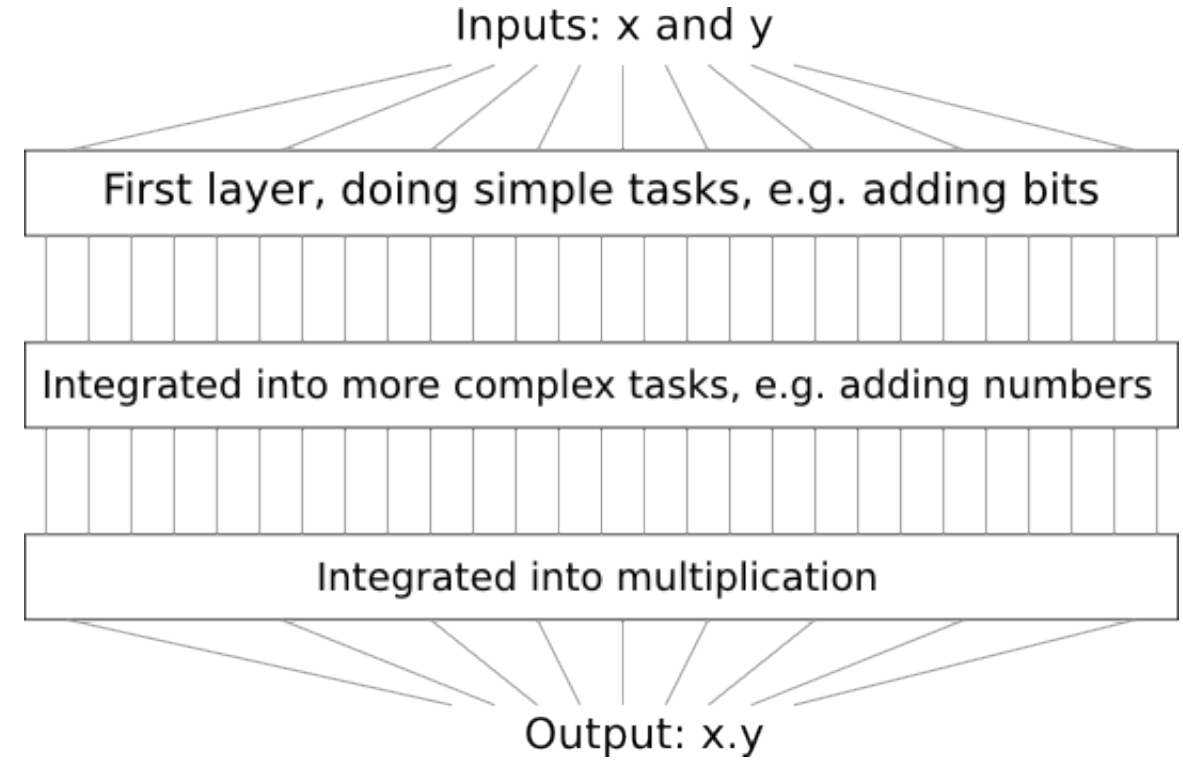 Inputs: x and y
First layer, doing simple tasks, e.g. adding bits
Integrated into more complex tasks, e.g. adding numbers
Integrated into multiplication
Output: x.y